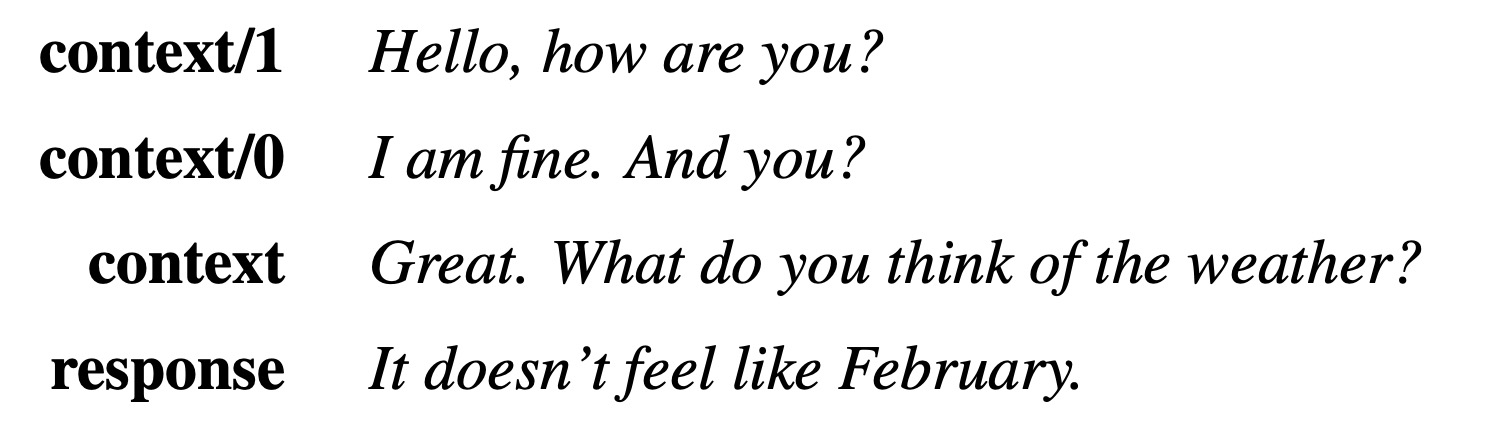 context/1 Hello, how are you?
context/0 I am fine. And you?
context Great. What do you think of the weather?
response It doesn’t feel like February.